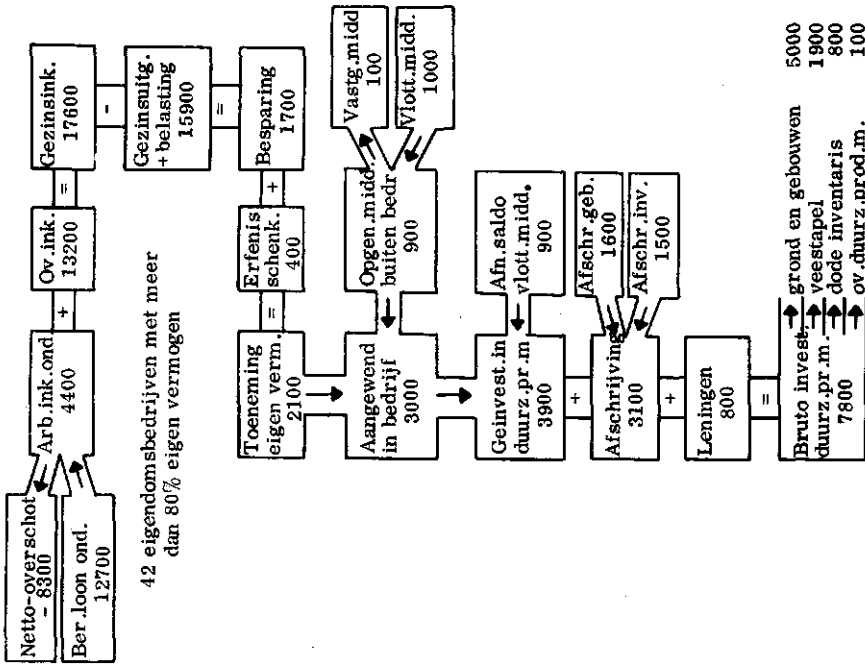 Netto-overschot
- 8300
Ber.loon ond.
12700
Arb.ink.ond
4400
+
Ov.ink.
13200
=
Gezinsink.
17600
-
Gezinsuitg.
+ belasting
15900
=
Besparing
1700
+
Erfenis
schenk.
400
=
Toeneming
eigen verm.
2100
42 eigendomsbedrijven met meer
dan 80% eigen vermogen
Vastg.midd
100
Vlott.midd.
1000
Opgen.midd.
buiten bedr
900
Aangewend
in bedrijf
3000
Afn.saldo
vlott.midd.
900
Geinvest.in
duurz.pr.m
3900
+
Afschr.geb.
1600
Afschr.inv.
1500
Afschrijving
3100
+
Leningen
800
=
Bruto invest.
duurz.pr.m.
7800
grond en gebouwen 5000
veestapel 1900
dode inventaris 800
ov.duurz.prod.m. 100